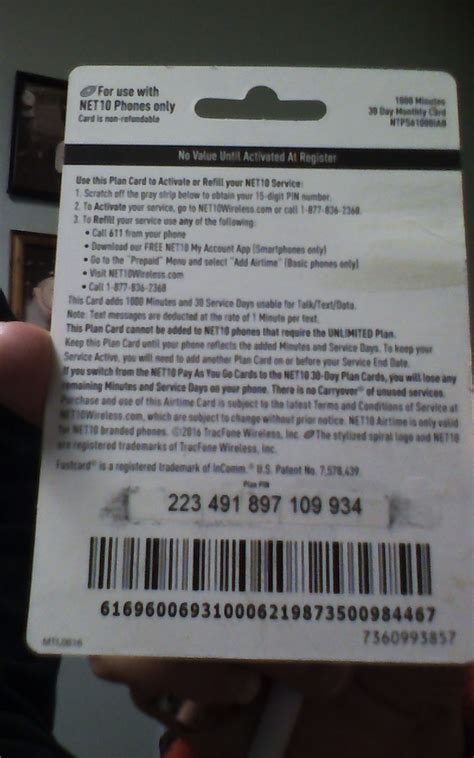 For use with
NET10 Phones only
Card is non-refundable
1000 Minutes
30 Day Monthly Card
No Value Until Activated At Register
Use this Plan Card to Activate or Refill your NET10 Service:
1. Scratch off the gray strip below to obtain your 15-digit PIN number.
2. To Activate your service, go to NET10Wireless.com or call 1-877-836-2368.
3. To Refill your service use any of the following:
• Call 611 from your phone
• Download our FREE NET10 My Account App (Smartphones only)
• Go to the "Prepaid" Menu and select "Add Airtime" (Basic phones only)
• Visit NET10Wireless.com
• Call 1-877-836-2368
This Card adds 1000 Minutes and 30 Service Days usable for Talk/Text/Data.
Note: Text messages are deducted at the rate of 1 Minute per text.
This Plan Card cannot be added to NET10 phones that require the UNLIMITED Plan.
Keep this Plan Card until your phone reflects the added Minutes and Service Days. To keep your
Service Active, you will need to add another Plan Card on or before your Service End Date.
If you switch from the NET10 Pay As You Go Cards to the NET10 30-Day Plan Cards, you will lose any
remaining Minutes and Service Days on your phone. There is no Carryover® of unused services.
Purchase and use of this Airtime Card is subject to the latest Terms and Conditions of Service at
NET10Wireless.com, which are subject to change without prior notice. NET10 Airtime is only valid
for NET10 branded phones. ©2016 TracFone Wireless, Inc. The stylized spiral logo and NET10
are registered trademarks of TracFone Wireless, Inc.
Fastcard® is a registered trademark of InComm.® U.S. Patent No. 7,578,439.
Plan PIN
223 491 897 109 934
61696006931000621987350098​4467
7360993857